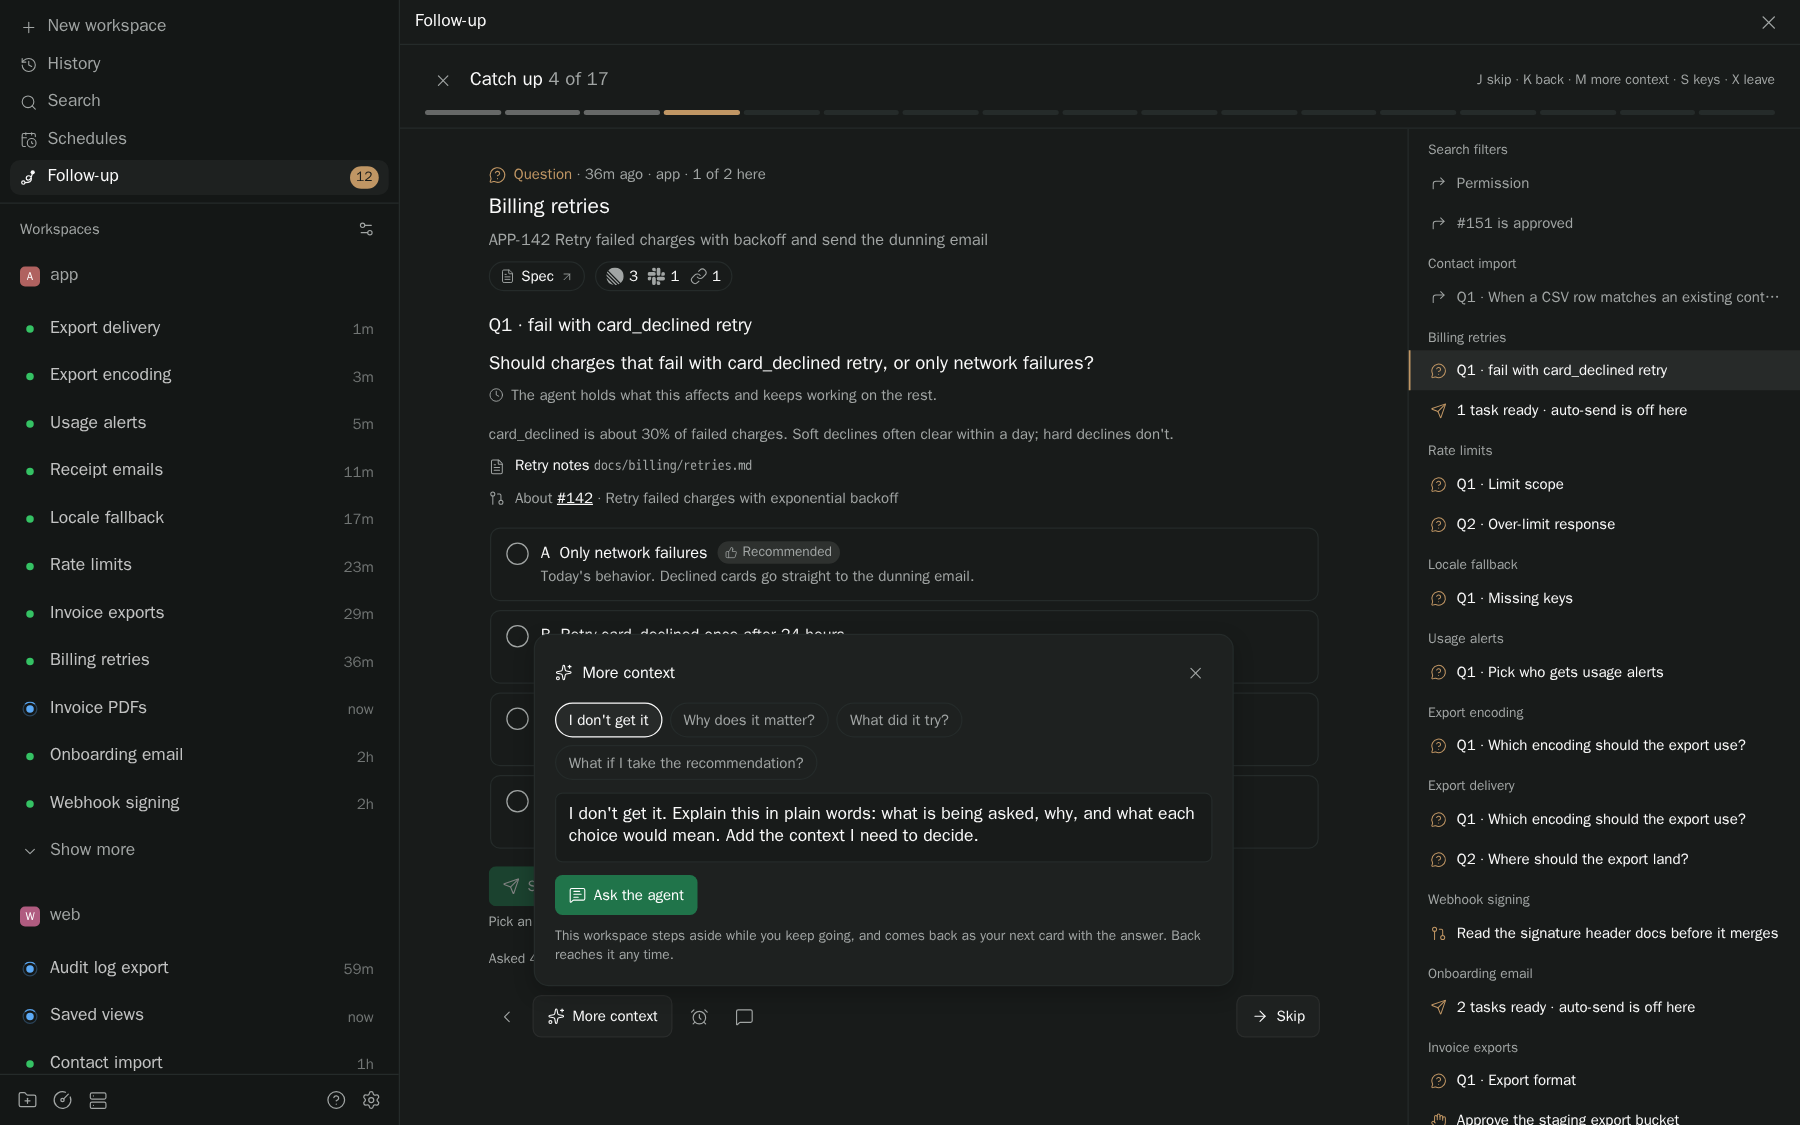 New workspace
History
Search
Schedules
Follow-up 12
Workspaces
A app
Export delivery 1m
Export encoding 3m
Usage alerts 5m
Receipt emails 11m
Locale fallback 17m
Rate limits 23m
Invoice exports 29m
Billing retries 36m
Invoice PDFs now
Onboarding email 2h
Webhook signing 2h
Show more
W web
Audit log export 59m
Saved views now
Contact import 1h
Follow-up
Catch up 4 of 17
J skip · K back · M more context · S keys · X leave
Question · 36m ago · app · 1 of 2 here
Billing retries
APP-142 Retry failed charges with backoff and send the dunning email
Spec 3 1 1
Q1 · fail with card_declined retry
Should charges that fail with card_declined retry, or only network failures?
The agent holds what this affects and keeps working on the rest.
card_declined is about 30% of failed charges. Soft declines often clear within a day; hard declines don't.
Retry notes docs/billing/retries.md
About #142 · Retry failed charges with exponential backoff
A Only network failures Recommended
Today's behavior. Declined cards go straight to the dunning email.
B Retry card_declined once after 24 hours
More context
I don't get it Why does it matter? What did it try?
What if I take the recommendation?
I don't get it. Explain this in plain words: what is being asked, why, and what each
choice would mean. Add the context I need to decide.
Ask the agent
Pick an
This workspace steps aside while you keep going, and comes back as your next card with the answer. Back
reaches it any time.
Asked
More context
Skip
Search filters
Permission
#151 is approved
Contact import
Q1 · When a CSV row matches an existing cont···
Billing retries
Q1 · fail with card_declined retry
1 task ready · auto-send is off here
Rate limits
Q1 · Limit scope
Q2 · Over-limit response
Locale fallback
Q1 · Missing keys
Usage alerts
Q1 · Pick who gets usage alerts
Export encoding
Q1 · Which encoding should the export use?
Export delivery
Q1 · Which encoding should the export use?
Q2 · Where should the export land?
Webhook signing
Read the signature header docs before it merges
Onboarding email
2 tasks ready · auto-send is off here
Invoice exports
Q1 · Export format
Approve the staging export bucket